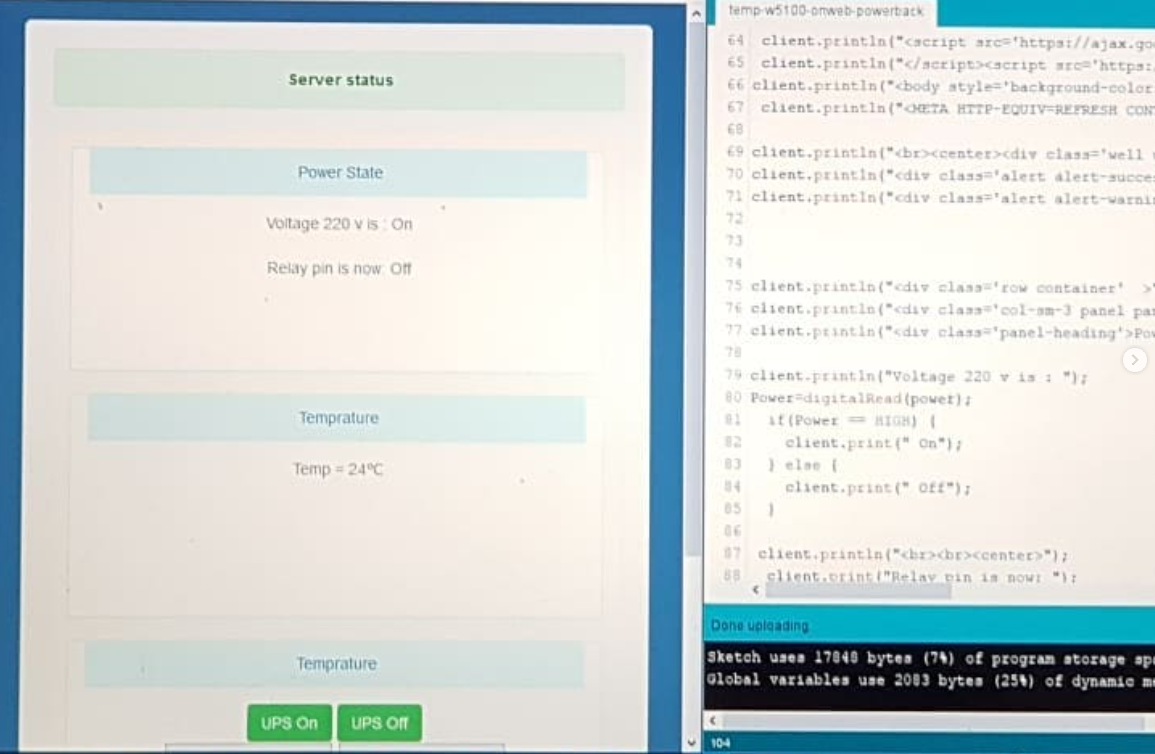 Server status
Power State
Voltage 220 v is : On
Relay pin is now: Off
Temprature
Temp = 24ºC
Temprature
UPS On
UPS Off
temp-w5100-onweb-powerback
64 client.println("<script src='https://ajax.go
65 client.println("</script><script src='https:
66 client.println("<body style='background-color
67 client.println("<META HTTP-EQUIV=REFRESH CON
68
69 client.println("<br><center><div class='well
70 client.println("<div class='alert alert-succe
71 client.println("<div class='alert alert-warni
72
73
74
75 client.println("<div class='row container' >
76 client.println("<div class='col-sm-3 panel pa
77 client.println("<div class='panel-heading'>Po
78
79 client.println("Voltage 220 v is : ");
80 Power=digitalRead(power);
81 if(Power == HIGH) {
82 client.print(" On");
83 } else {
84 client.print(" Off");
85 }
86
87 client.println("<br><br><center>");
88 client.print("Relay pin is now: ");
Done uploading
Sketch uses 17848 bytes (7%) of program storage sp
Global variables use 2083 bytes (25%) of dynamic m
104